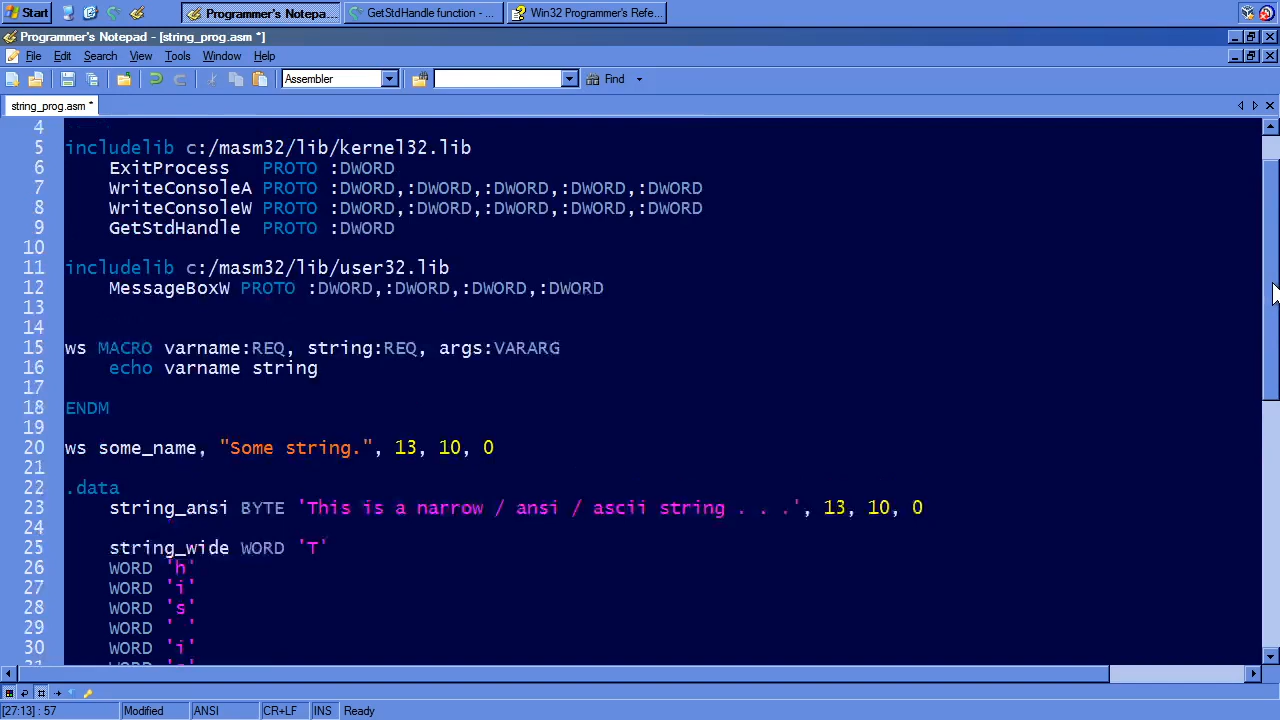 Start
Programmer's Notepa...
GetStdHandle function - ...
Win32 Programmer's Refe...
Programmer's Notepad - [string_prog.asm *]
File Edit Search View Tools Window Help
Assembler
Find
string_prog.asm *
4
5 includelib c:/masm32/lib/kernel32.lib
6 ExitProcess PROTO :DWORD
7 WriteConsoleA PROTO :DWORD,:DWORD,:DWORD,:DWORD,:DWORD
8 WriteConsoleW PROTO :DWORD,:DWORD,:DWORD,:DWORD,:DWORD
9 GetStdHandle PROTO :DWORD
10
11 includelib c:/masm32/lib/user32.lib
12 MessageBoxW PROTO :DWORD,:DWORD,:DWORD,:DWORD
13
14
15 ws MACRO varname:REQ, string:REQ, args:VARARG
16 echo varname string
17
18 ENDM
19
20 ws some_name, "Some string.", 13, 10, 0
21
22 .data
23 string_ansi BYTE 'This is a narrow / ansi / ascii string . . .', 13, 10, 0
24
25 string_wide WORD 'T'
26 WORD 'h'
27 WORD 'i'
28 WORD 's'
29 WORD ' '
30 WORD 'i'
31
[27:13] : 57 Modified ANSI CR+LF INS Ready